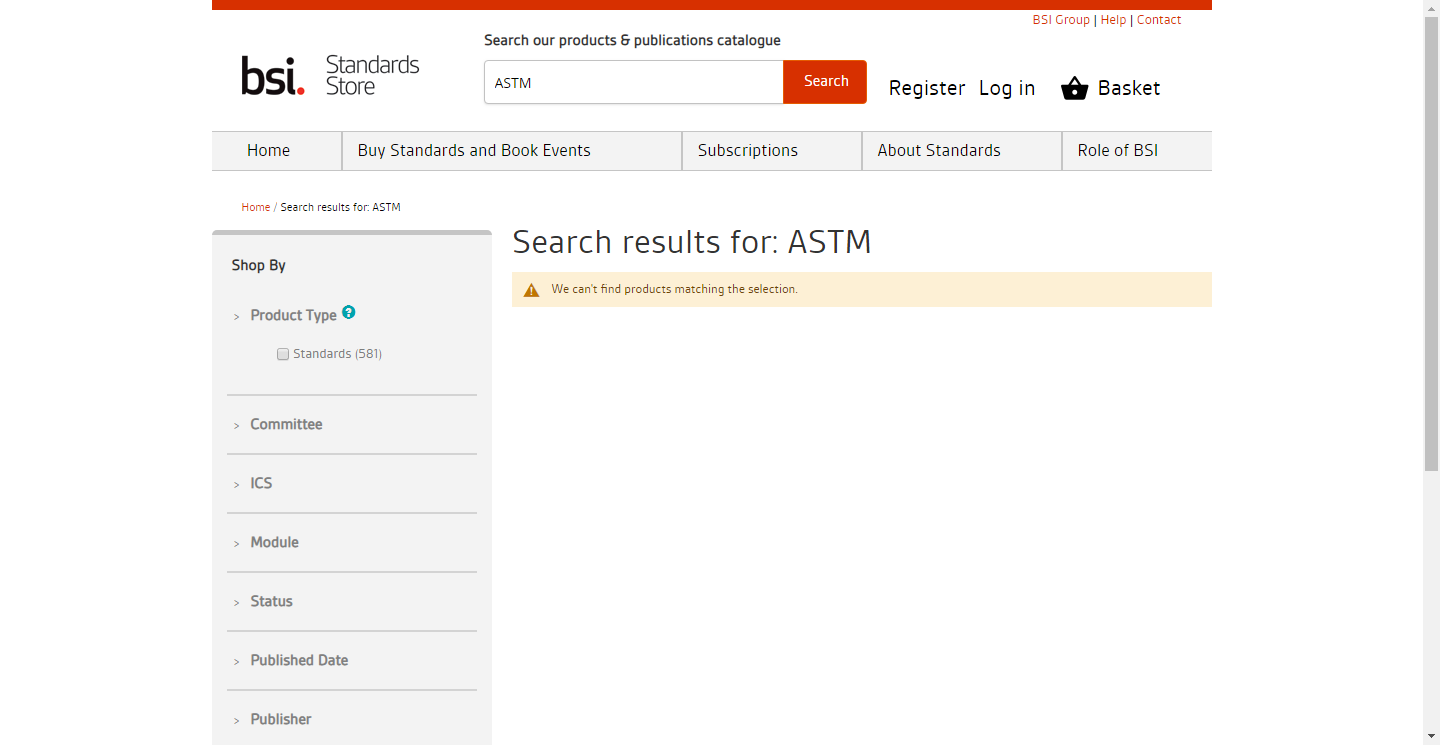 BSI Group | Help | Contact
Search our products & publications catalogue
bsi. Standards Store
ASTM
Search
Register Log in Basket
Home
Buy Standards and Book Events
Subscriptions
About Standards
Role of BSI
Home / Search results for: ASTM
Search results for: ASTM
We can't find products matching the selection.
Shop By
> Product Type ?
Standards (581)
> Committee
> ICS
> Module
> Status
> Published Date
> Publisher